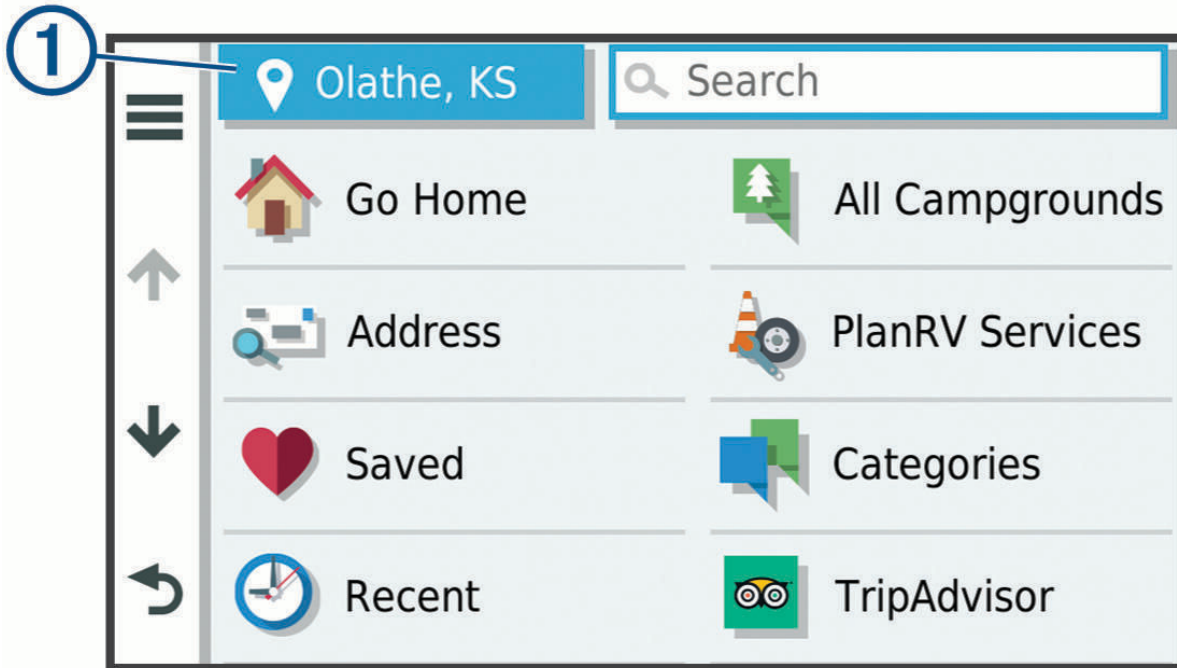 1
Olathe, KS
Search
Go Home
All Campgrounds
Address
PlanRV Services
Saved
Categories
Recent
TripAdvisor